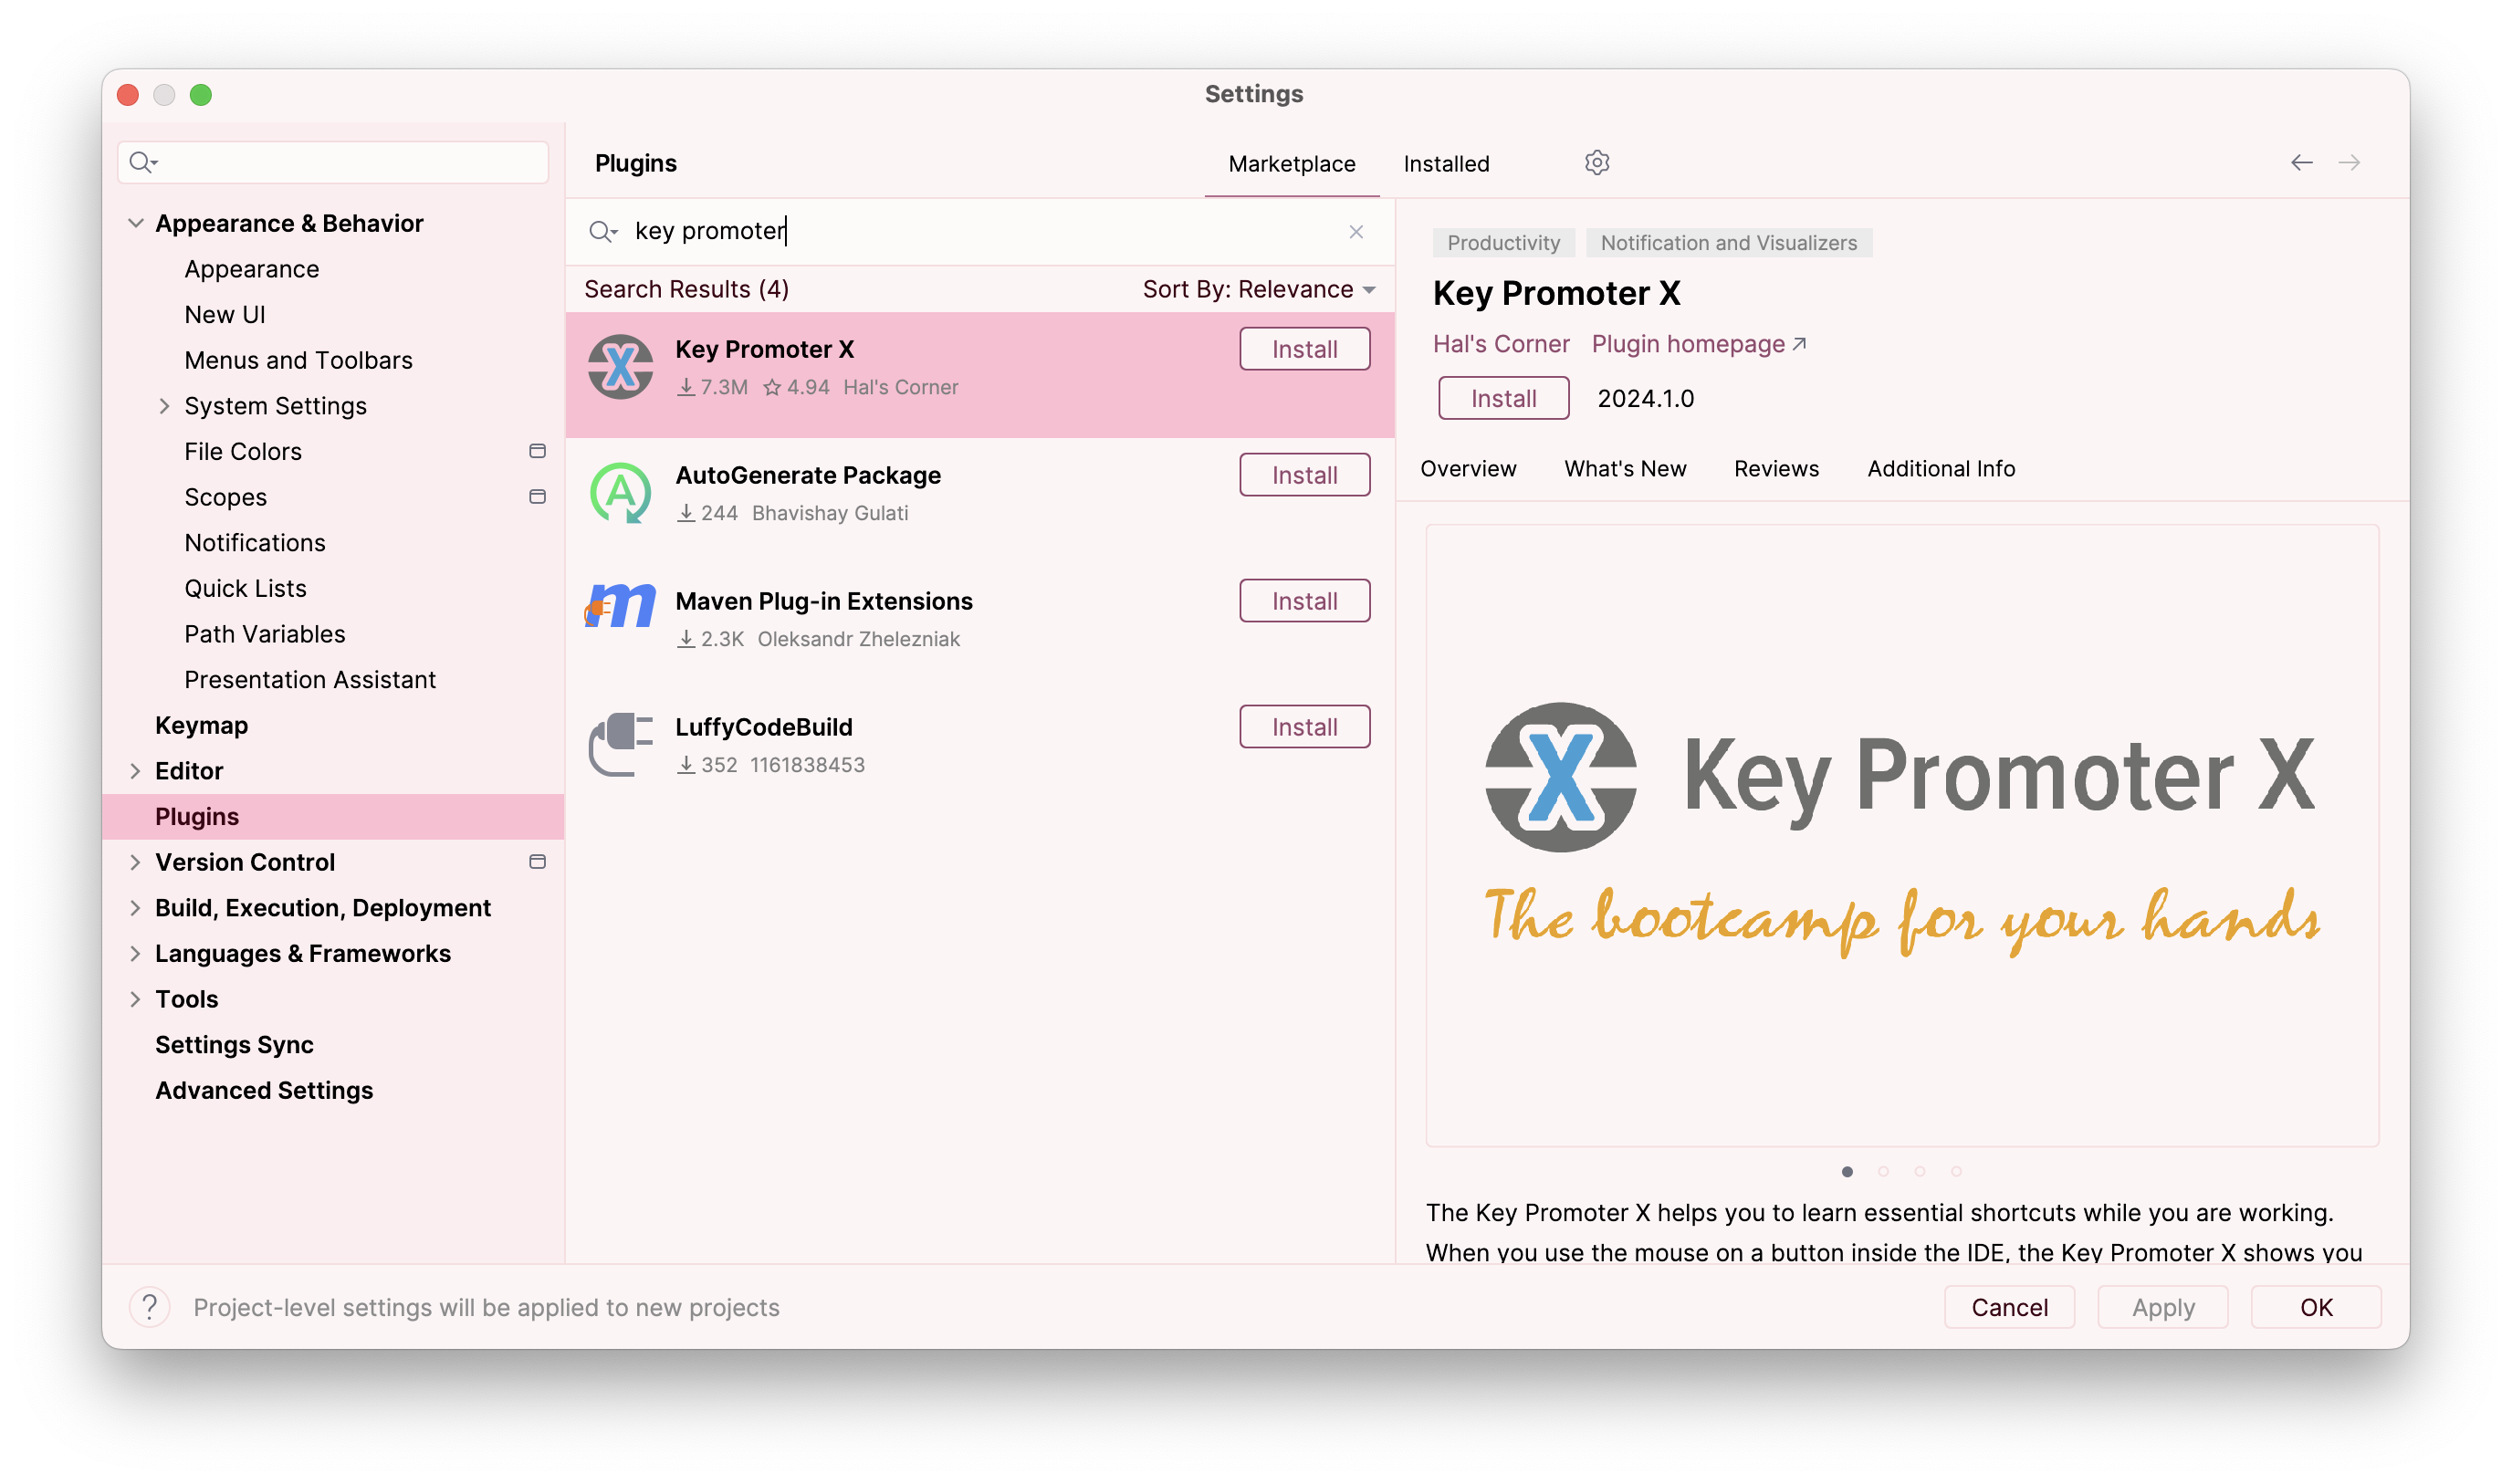 Settings
Plugins
Marketplace
Installed
Appearance & Behavior
Appearance
New UI
Menus and Toolbars
System Settings
File Colors
Scopes
Notifications
Quick Lists
Path Variables
Presentation Assistant
Keymap
Editor
Plugins
Version Control
Build, Execution, Deployment
Languages & Frameworks
Tools
Settings Sync
Advanced Settings
key promoter
Search Results (4)
Sort By: Relevance
Key Promoter X
Install
7.3M 4.94 Hal's Corner
AutoGenerate Package
Install
244 Bhavishay Gulati
Maven Plug-in Extensions
Install
2.3K Oleksandr Zhelezniak
LuffyCodeBuild
Install
352 1161838453
Productivity
Notification and Visualizers
Key Promoter X
Hal's Corner Plugin homepage
Install 2024.1.0
Overview What's New Reviews Additional Info
Key Promoter X
The bootcamp for your hands
The Key Promoter X helps you to learn essential shortcuts while you are working.
When you use the mouse on a button inside the IDE, the Key Promoter X shows you
? Project-level settings will be applied to new projects
Cancel
Apply
OK